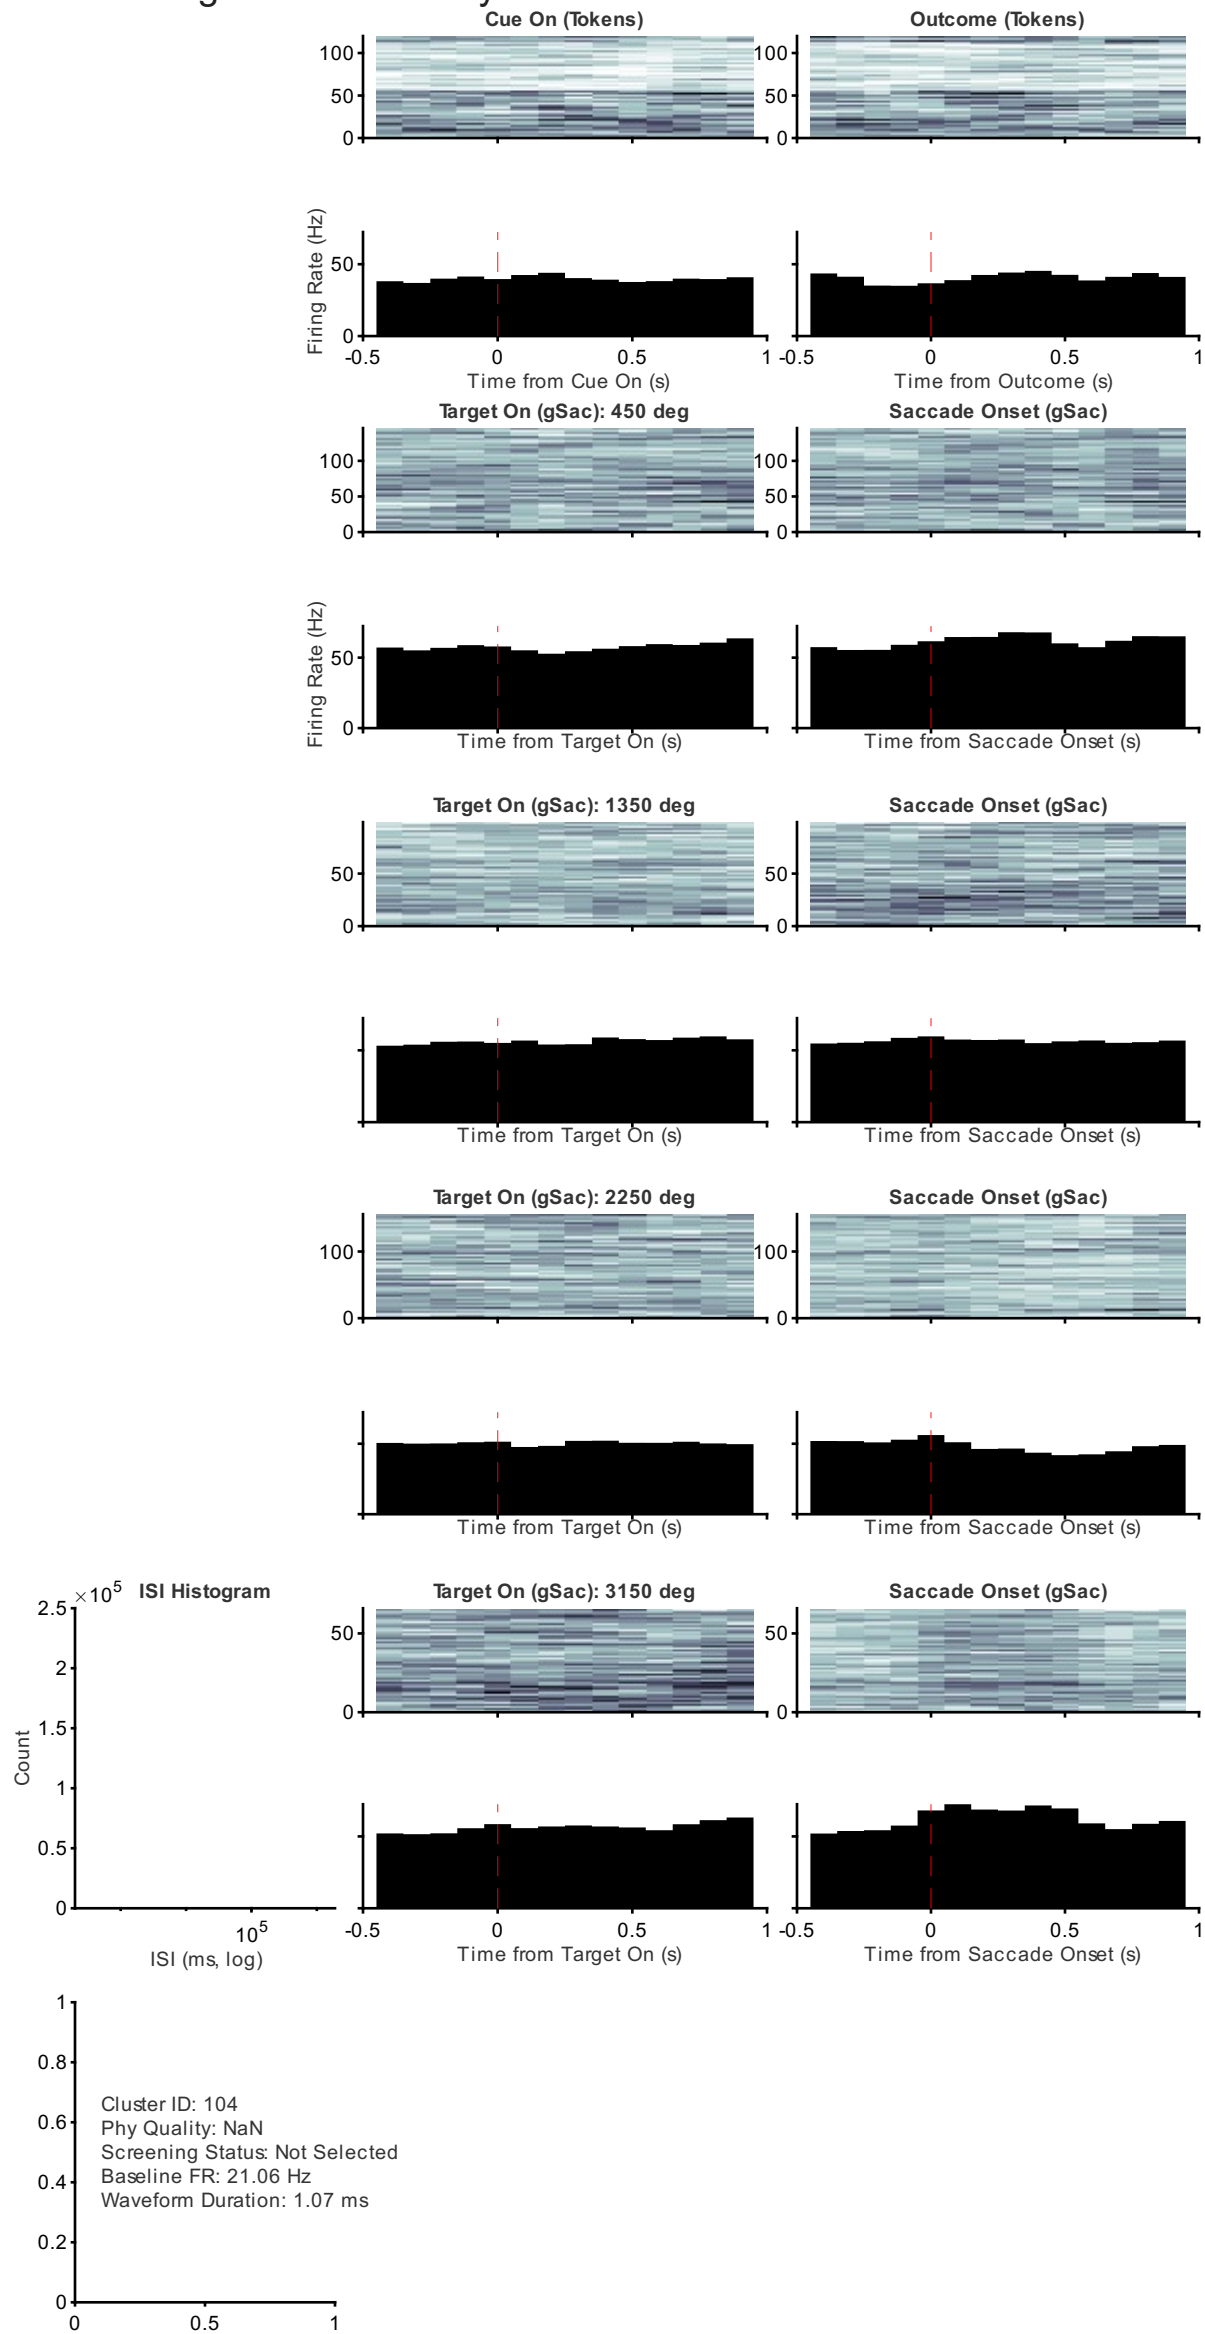 Cue On (Tokens)
Outcome (Tokens)
100
50
0
100
50
0
Firing Rate (Hz)
50
0
-0.5
0
0.5
1
-0.5
0
0.5
1
Time from Cue On (s)
Time from Outcome (s)
Target On (gSac): 450 deg
Saccade Onset (gSac)
100
50
0
100
50
0
Firing Rate (Hz)
50
0
Time from Target On (s)
Time from Saccade Onset (s)
Target On (gSac): 1350 deg
Saccade Onset (gSac)
50
0
50
0
Time from Target On (s)
Time from Saccade Onset (s)
Target On (gSac): 2250 deg
Saccade Onset (gSac)
100
0
100
0
Time from Target On (s)
Time from Saccade Onset (s)
×10^5
ISI Histogram
2.5
2
1.5
1
0.5
0
Count
10^5
ISI (ms, log)
Target On (gSac): 3150 deg
Saccade Onset (gSac)
50
0
50
0
-0.5
0
0.5
1
-0.5
0
0.5
1
Time from Target On (s)
Time from Saccade Onset (s)
1
0.8
0.6
0.4
0.2
0
Cluster ID: 104
Phy Quality: NaN
Screening Status: Not Selected
Baseline FR: 21.06 Hz
Waveform Duration: 1.07 ms
0
0.5
1